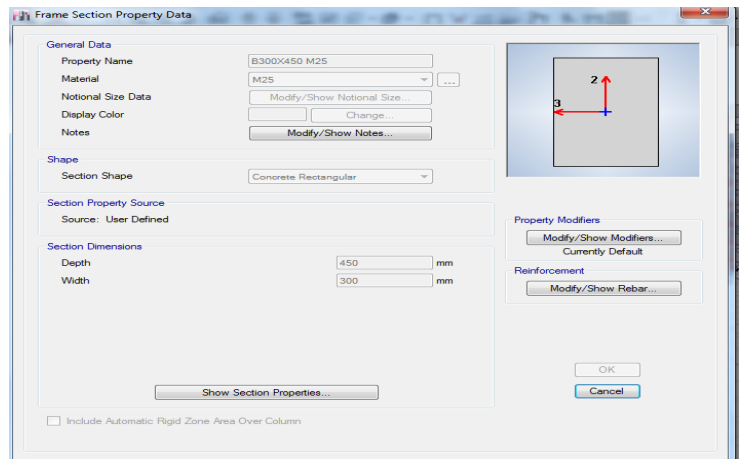 Frame Section Property Data
General Data
Property Name B300X450 M25
Material M25 ...
Notional Size Data Modify/Show Notional Size...
Display Color Change...
Notes Modify/Show Notes...
Shape
Section Shape Concrete Rectangular
Section Property Source
Source: User Defined
Section Dimensions
Depth 450 mm
Width 300 mm
Show Section Properties...
Include Automatic Rigid Zone Area Over Column
2
3
Property Modifiers
Modify/Show Modifiers...
Currently Default
Reinforcement
Modify/Show Rebar...
OK
Cancel